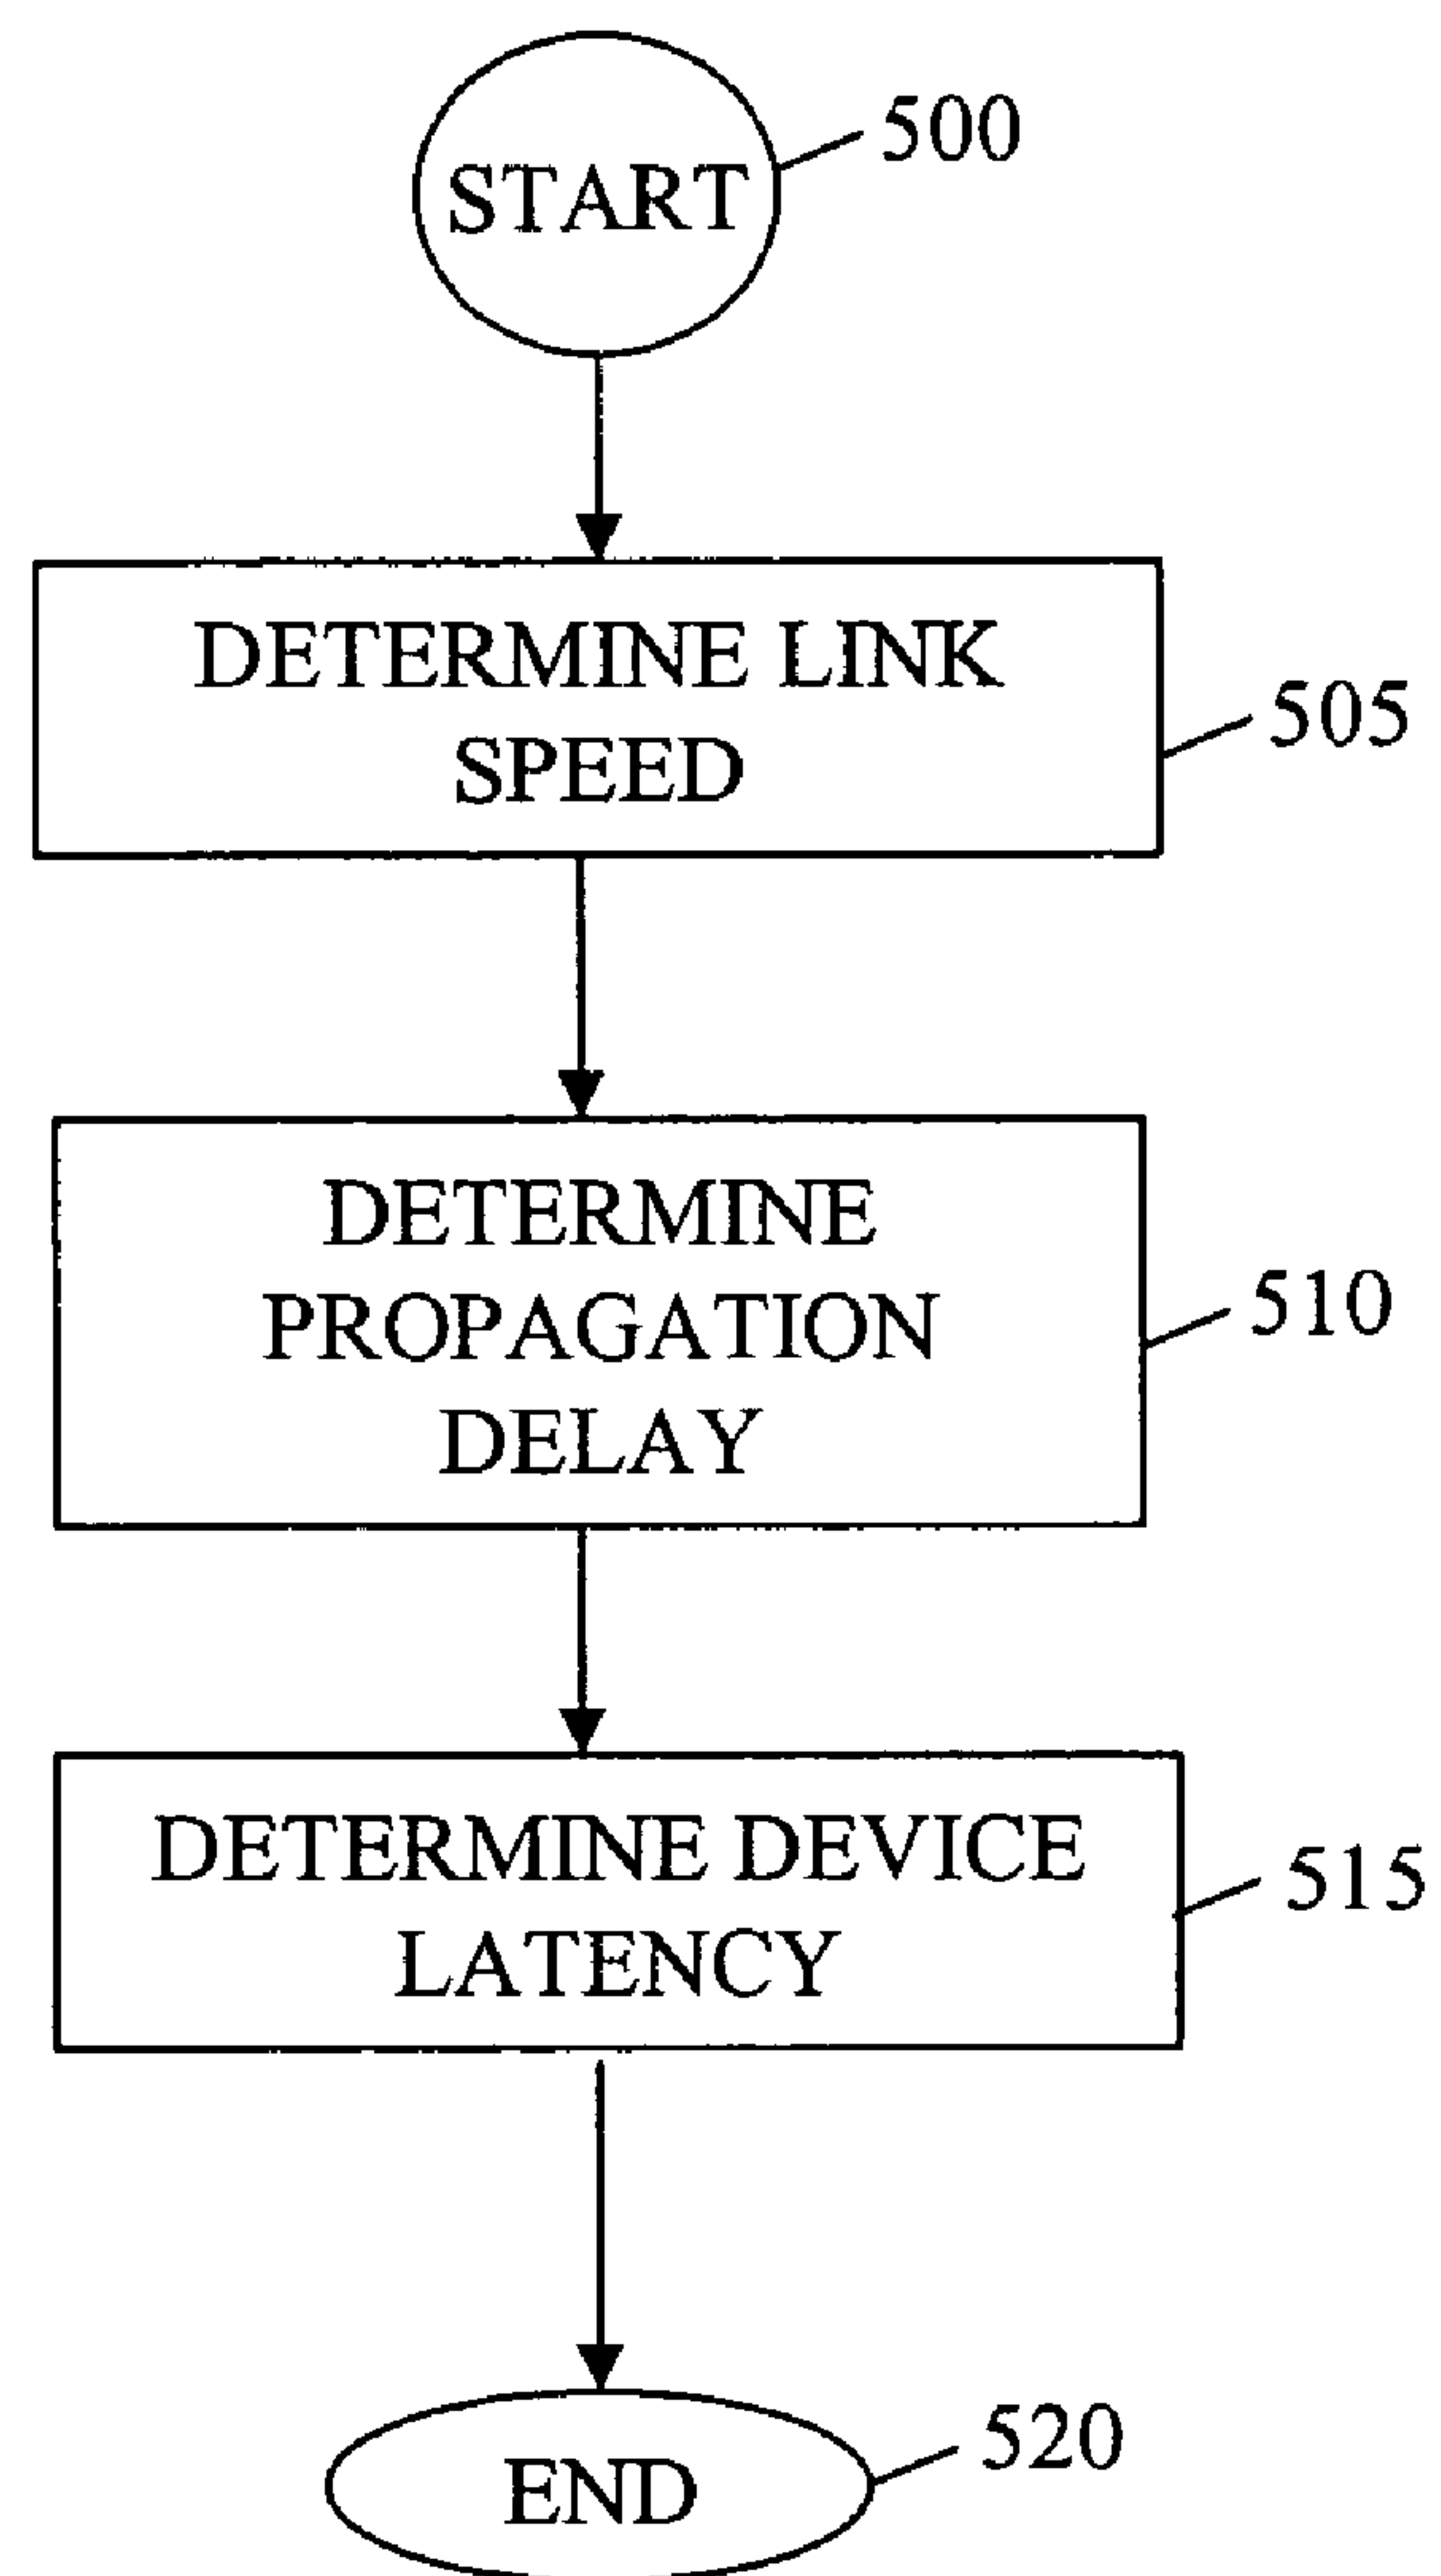 START
500
DETERMINE LINK
SPEED
505
DETERMINE
PROPAGATION
DELAY
510
DETERMINE DEVICE
LATENCY
515
END
520